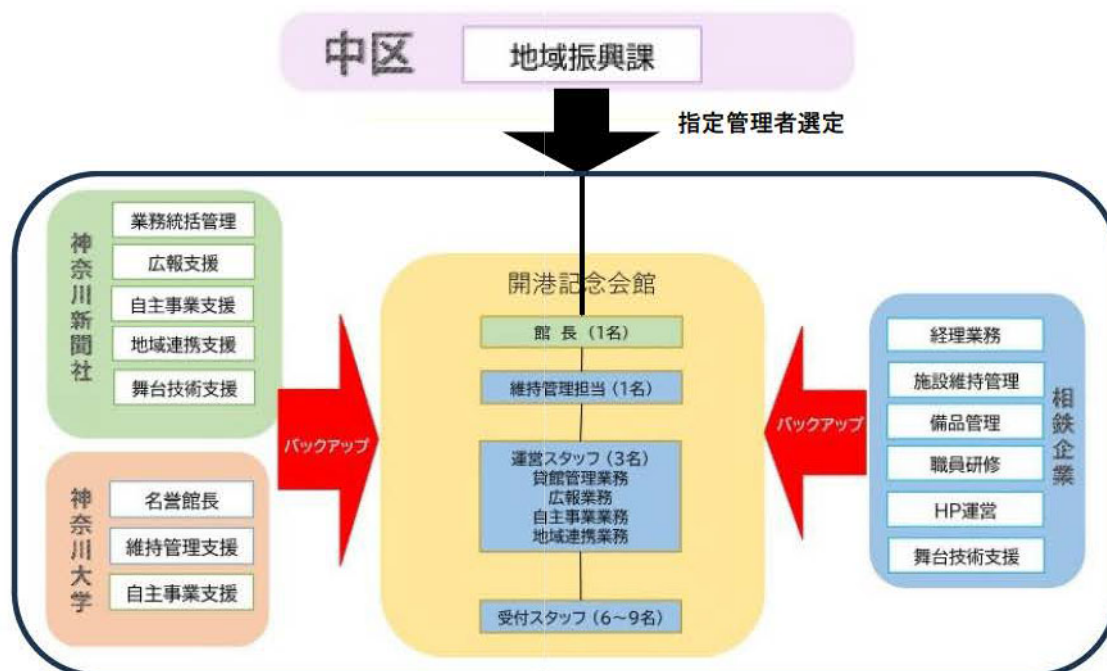 中区
地域振興課
指定管理者選定
神奈川新聞社
業務統括管理
広報支援
自主事業支援
地域連携支援
舞台技術支援
バックアップ
神奈川大学
名誉館長
維持管理支援
自主事業支援
開港記念会館
館 長 (1名)
維持管理担当 (1名)
運営スタッフ (3名)
貸館管理業務
広報業務
自主事業業務
地域連携業務
受付スタッフ (6～9名)
バックアップ
相鉄企業
経理業務
施設維持管理
備品管理
職員研修
HP運営
舞台技術支援